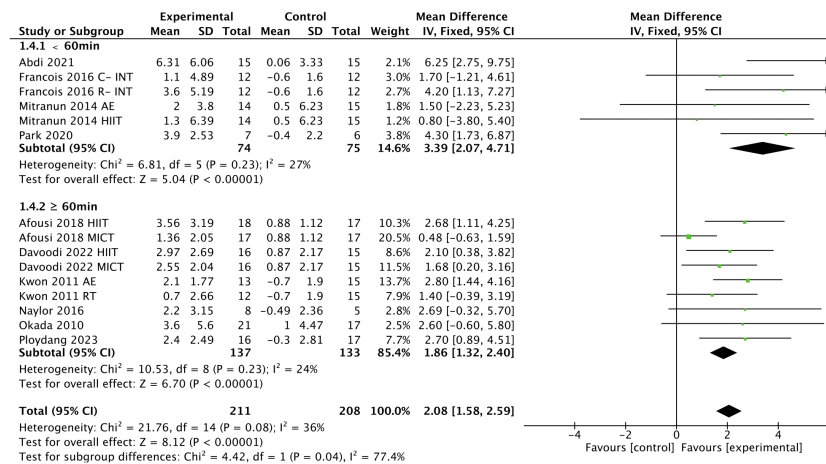 Experimental Control Mean Difference Mean Difference
Study or Subgroup Mean SD Total Mean SD Total Weight IV, Fixed, 95% CI IV, Fixed, 95% CI
1.4.1 < 60min
Abdi 2021 6.31 6.06 15 0.06 3.33 15 2.1% 6.25 [2.75, 9.75]
Francois 2016 C- INT 1.1 4.89 12 -0.6 1.6 12 3.0% 1.70 [-1.21, 4.61]
Francois 2016 R- INT 3.6 5.19 12 -0.6 1.6 12 2.7% 4.20 [1.13, 7.27]
Mitranun 2014 AE 2 3.8 14 0.5 6.23 15 1.8% 1.50 [-2.23, 5.23]
Mitranun 2014 HIIT 1.3 6.39 14 0.5 6.23 15 1.2% 0.80 [-3.80, 5.40]
Park 2020 3.9 2.53 7 -0.4 2.2 6 3.8% 4.30 [1.73, 6.87]
Subtotal (95% CI) 74 75 14.6% 3.39 [2.07, 4.71]
Heterogeneity: Chi² = 6.81, df = 5 (P = 0.23); I² = 27%
Test for overall effect: Z = 5.04 (P < 0.00001)
1.4.2 ≥ 60min
Afousi 2018 HIIT 3.56 3.19 18 0.88 1.12 17 10.3% 2.68 [1.11, 4.25]
Afousi 2018 MICT 1.36 2.05 17 0.88 1.12 17 20.5% 0.48 [-0.63, 1.59]
Davoodi 2022 HIIT 2.97 2.69 16 0.87 2.17 15 8.6% 2.10 [0.38, 3.82]
Davoodi 2022 MICT 2.55 2.04 16 0.87 2.17 15 11.5% 1.68 [0.20, 3.16]
Kwon 2011 AE 2.1 1.77 13 -0.7 1.9 15 13.7% 2.80 [1.44, 4.16]
Kwon 2011 RT 0.7 2.66 12 -0.7 1.9 15 7.9% 1.40 [-0.39, 3.19]
Naylor 2016 2.2 3.15 8 -0.49 2.36 5 2.7% 2.69 [-0.32, 5.70]
Okada 2010 3.6 5.6 21 1 4.47 17 2.5% 2.60 [-0.60, 5.80]
Ploydang 2023 2.4 2.49 16 -0.3 2.81 17 7.7% 2.70 [0.89, 4.51]
Subtotal (95% CI) 137 133 85.4% 1.86 [1.32, 2.40]
Heterogeneity: Chi² = 10.53, df = 8 (P = 0.23); I² = 24%
Test for overall effect: Z = 6.70 (P < 0.00001)
Total (95% CI) 211 208 100.0% 2.08 [1.58, 2.59]
Heterogeneity: Chi² = 21.76, df = 14 (P = 0.08); I² = 36%
Test for overall effect: Z = 8.12 (P < 0.00001)
Test for subgroup differences: Chi² = 4.42, df = 1 (P = 0.04), I² = 77.4%
-4 -2 0 2 4
Favours [control] Favours [experimental]